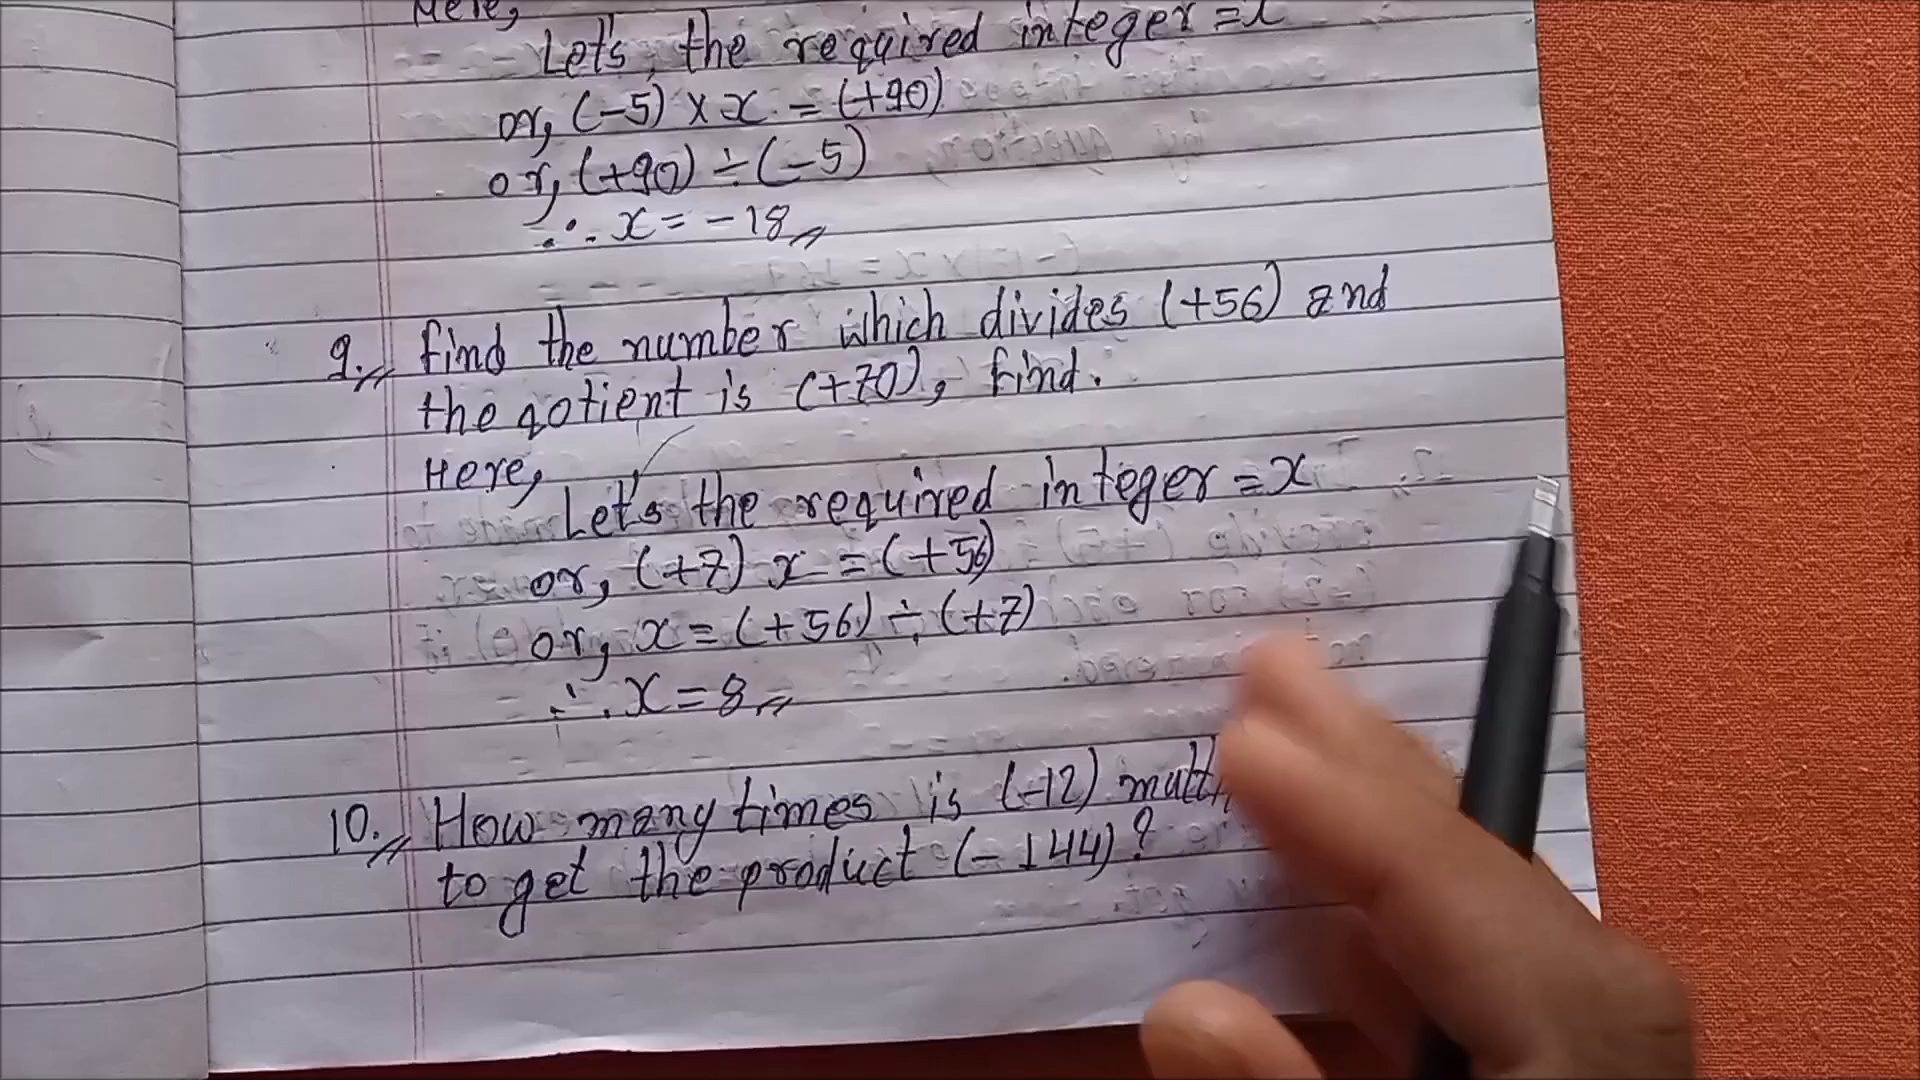 Here,
Let's, the required integer = x
or, (-5) × x = (+90)
or, (+90) ÷ (-5)
∴ x = -18
9. find the number which divides (+56) and
the qotient is (+70), find.
Here,
Let's the required integer = x
or, (+7) x = (+56)
or, x = (+56) ÷ (+7)
∴ x = 8
10. How many times is (-12)
to get the product (-144)?